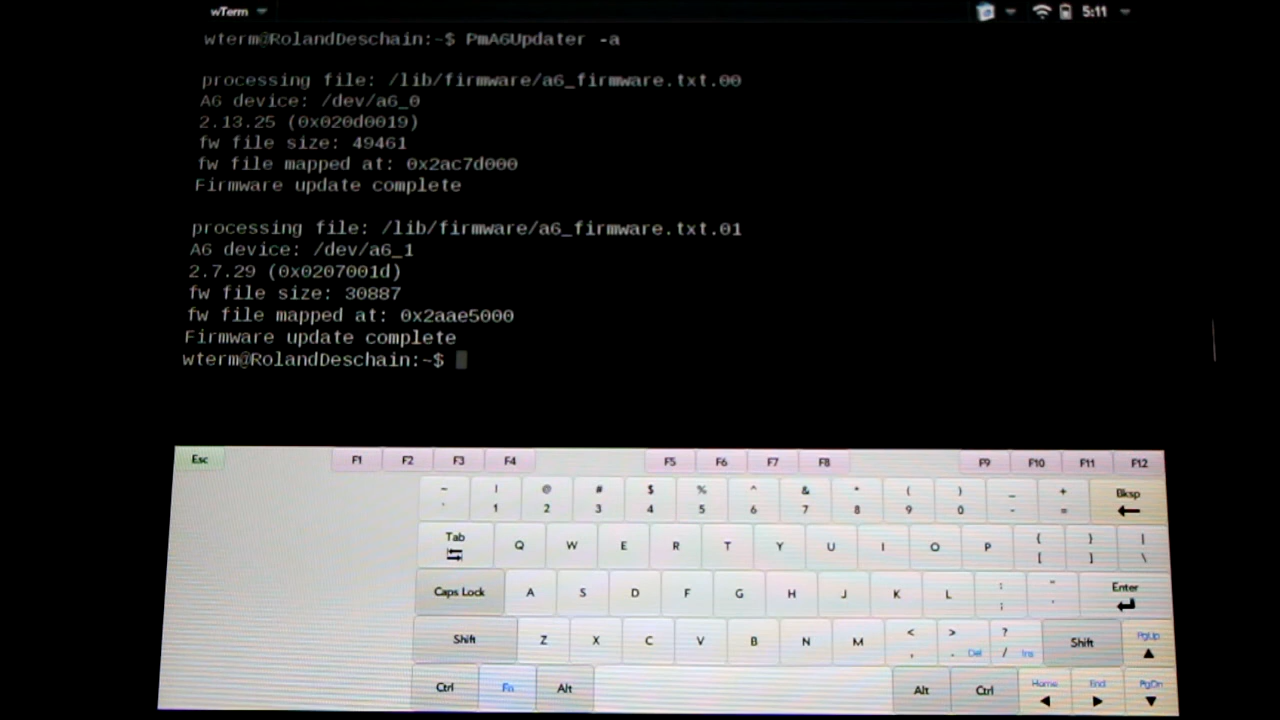 wTerm
5:11
wterm@RolandDeschain:~$ PmA6Updater -a
processing file: /lib/firmware/a6_firmware.txt.00
A6 device: /dev/a6_0
2.13.25 (0x020d0019)
fw file size: 49461
fw file mapped at: 0x2ac7d000
Firmware update complete
processing file: /lib/firmware/a6_firmware.txt.01
A6 device: /dev/a6_1
2.7.29 (0x0207001d)
fw file size: 30887
fw file mapped at: 0x2aae5000
Firmware update complete
wterm@RolandDeschain:~$
Esc F1 F2 F3 F4 F5 F6 F7 F8 F9 F10 F11 F12
~ ! @ # $ % ^ & * ( ) _ + Bksp
` 1 2 3 4 5 6 7 8 9 0 - =
Tab Q W E R T Y U I O P { } |
[ ] \
Caps Lock A S D F G H J K L : " Enter
; '
Shift Z X C V B N M < > ? Shift PgUp
, . Del / Ins
Ctrl Fn Alt Alt Ctrl Home End PgDn